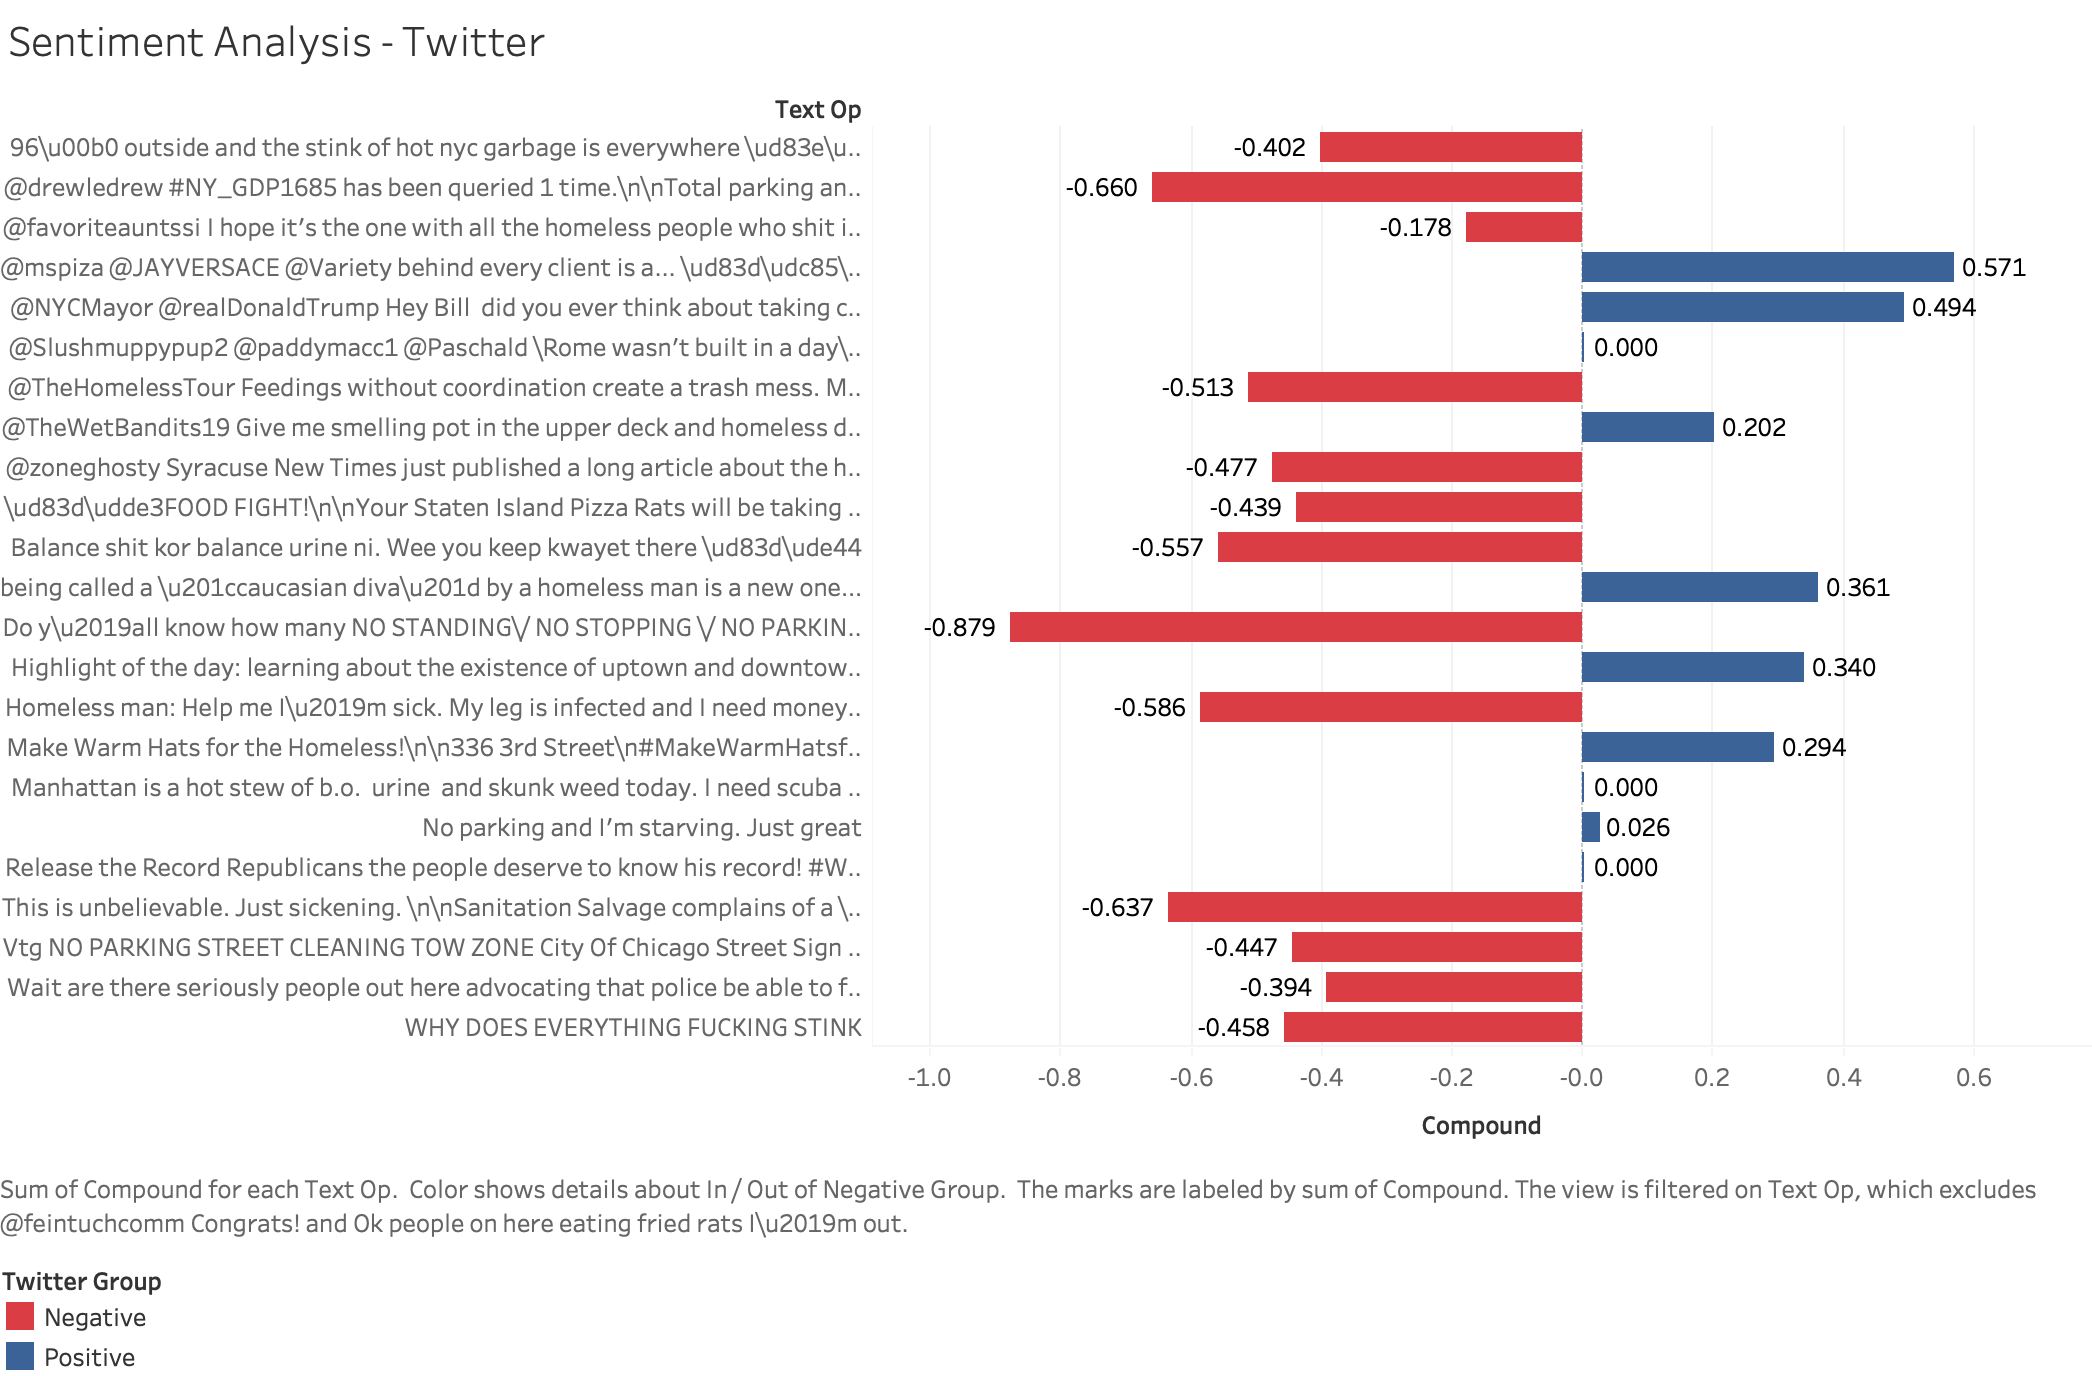 Sentiment Analysis - Twitter
Text Op
96\u00b0 outside and the stink of hot nyc garbage is everywhere \ud83e\u.. -0.402
@drewledrew #NY_GDP1685 has been queried 1 time.\n\nTotal parking an.. -0.660
@favoriteauntssi I hope it’s the one with all the homeless people who shit i.. -0.178
@mspiza @JAYVERSACE @Variety behind every client is a... \ud83d\udc85\.. 0.571
@NYCMayor @realDonaldTrump Hey Bill  did you ever think about taking c.. 0.494
@Slushmuppypup2 @paddymacc1 @Paschald \Rome wasn’t built in a day\.. 0.000
@TheHomelessTour Feedings without coordination create a trash mess. M.. -0.513
@TheWetBandits19 Give me smelling pot in the upper deck and homeless d.. 0.202
@zoneghosty Syracuse New Times just published a long article about the h.. -0.477
\ud83d\udde3FOOD FIGHT!\n\nYour Staten Island Pizza Rats will be taking .. -0.439
Balance shit kor balance urine ni. Wee you keep kwayet there \ud83d\ude44 -0.557
being called a \u201ccaucasian diva\u201d by a homeless man is a new one... 0.361
Do y\u2019all know how many NO STANDING\/ NO STOPPING \/ NO PARKIN.. -0.879
Highlight of the day: learning about the existence of uptown and downtow.. 0.340
Homeless man: Help me I\u2019m sick. My leg is infected and I need money.. -0.586
Make Warm Hats for the Homeless!\n\n336 3rd Street\n#MakeWarmHatsf.. 0.294
Manhattan is a hot stew of b.o.  urine  and skunk weed today. I need scuba .. 0.000
No parking and I’m starving. Just great 0.026
Release the Record Republicans the people deserve to know his record! #W.. 0.000
This is unbelievable. Just sickening. \n\nSanitation Salvage complains of a \.. -0.637
Vtg NO PARKING STREET CLEANING TOW ZONE City Of Chicago Street Sign .. -0.447
Wait are there seriously people out here advocating that police be able to f.. -0.394
WHY DOES EVERYTHING FUCKING STINK -0.458
-1.0 -0.8 -0.6 -0.4 -0.2 -0.0 0.2 0.4 0.6
Compound
Sum of Compound for each Text Op.  Color shows details about In / Out of Negative Group.  The marks are labeled by sum of Compound. The view is filtered on Text Op, which excludes
@feintuchcomm Congrats! and Ok people on here eating fried rats I\u2019m out.
Twitter Group
Negative
Positive